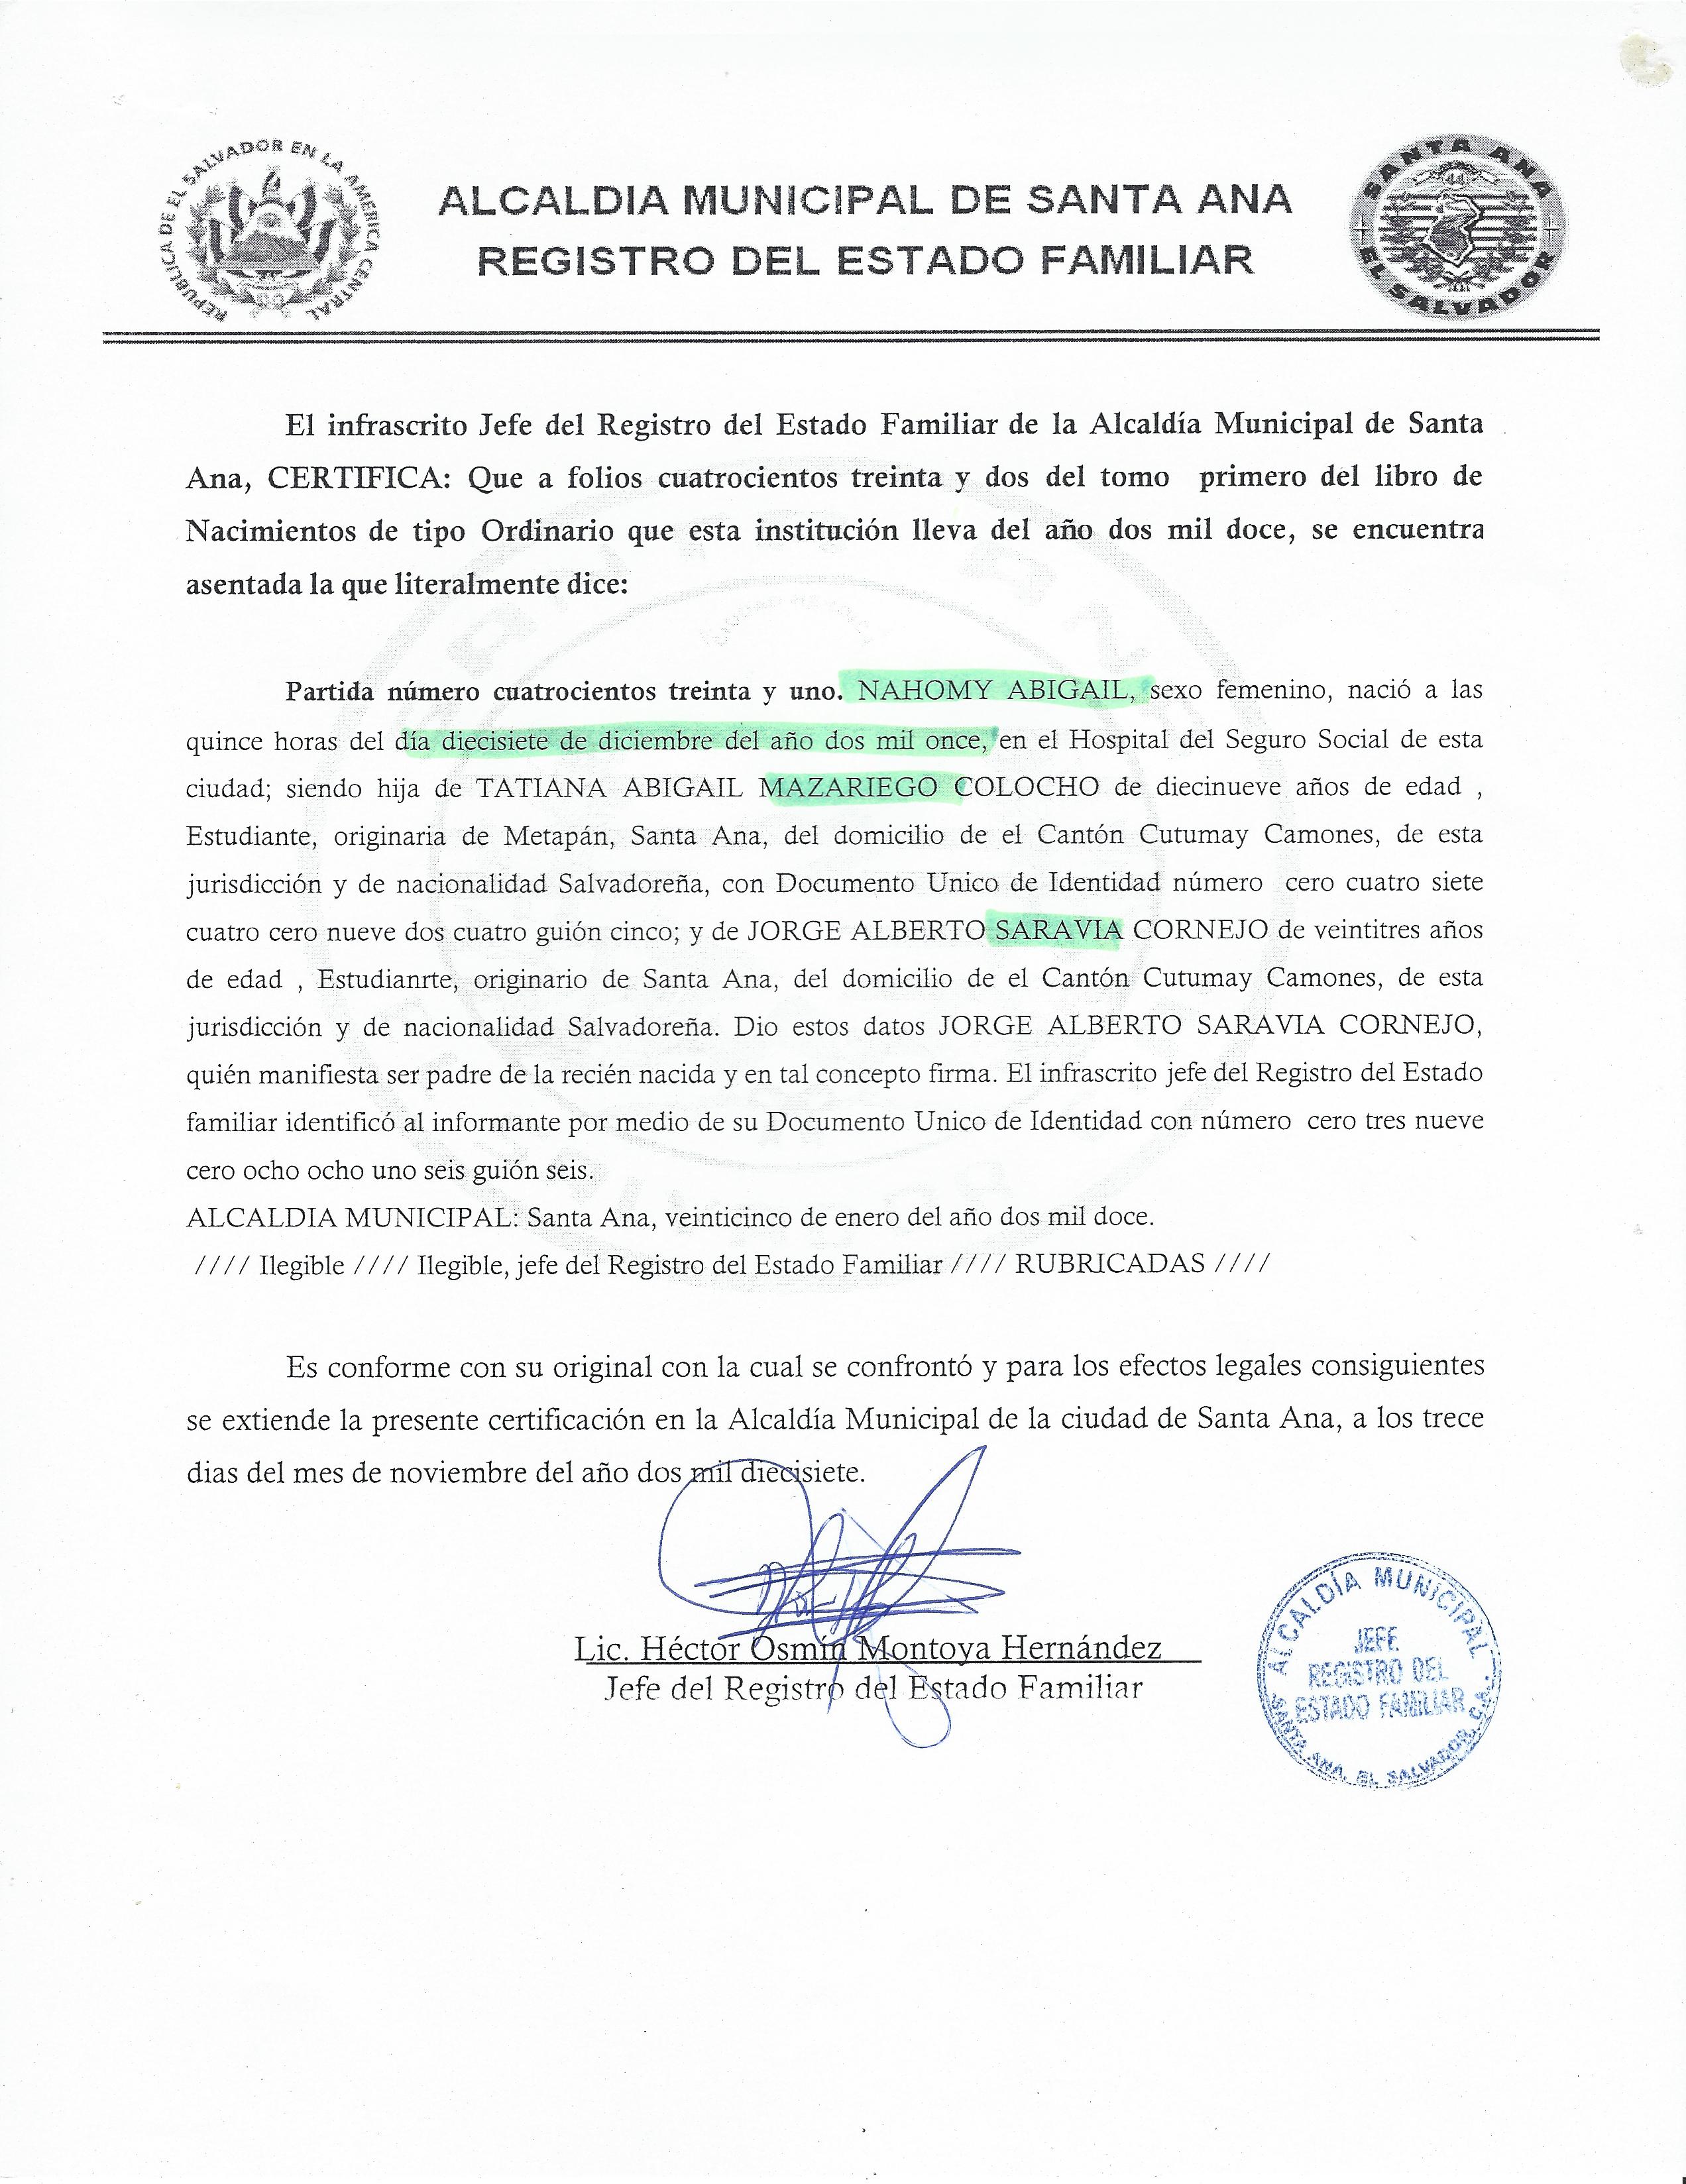 REPUBLICA DE EL SALVADOR EN LA AMERICA CENTRAL
ALCALDIA MUNICIPAL DE SANTA ANA
REGISTRO DEL ESTADO FAMILIAR
SANTA ANA
EL SALVADOR
El infrascrito Jefe del Registro del Estado Familiar de la Alcaldía Municipal de Santa
Ana, CERTIFICA: Que a folios cuatrocientos treinta y dos del tomo primero del libro de
Nacimientos de tipo Ordinario que esta institución lleva del año dos mil doce, se encuentra
asentada la que literalmente dice:
Partida número cuatrocientos treinta y uno. NAHOMY ABIGAIL, sexo femenino, nació a las
quince horas del día diecisiete de diciembre del año dos mil once, en el Hospital del Seguro Social de esta
ciudad; siendo hija de TATIANA ABIGAIL MAZARIEGO COLOCHO de diecinueve años de edad ,
Estudiante, originaria de Metapán, Santa Ana, del domicilio de el Cantón Cutumay Camones, de esta
jurisdicción y de nacionalidad Salvadoreña, con Documento Unico de Identidad número cero cuatro siete
cuatro cero nueve dos cuatro guión cinco; y de JORGE ALBERTO SARAVIA CORNEJO de veintitres años
de edad , Estudianrte, originario de Santa Ana, del domicilio de el Cantón Cutumay Camones, de esta
jurisdicción y de nacionalidad Salvadoreña. Dio estos datos JORGE ALBERTO SARAVIA CORNEJO,
quién manifiesta ser padre de la recién nacida y en tal concepto firma. El infrascrito jefe del Registro del Estado
familiar identificó al informante por medio de su Documento Unico de Identidad con número cero tres nueve
cero ocho ocho uno seis guión seis.
ALCALDIA MUNICIPAL: Santa Ana, veinticinco de enero del año dos mil doce.
//// Ilegible //// Ilegible, jefe del Registro del Estado Familiar //// RUBRICADAS ////
Es conforme con su original con la cual se confrontó y para los efectos legales consiguientes
se extiende la presente certificación en la Alcaldía Municipal de la ciudad de Santa Ana, a los trece
dias del mes de noviembre del año dos mil diecisiete.
Lic. Héctor Osmín Montoya Hernández
Jefe del Registro del Estado Familiar
ALCALDÍA MUNICIPAL
JEFE
REGISTRO DEL
ESTADO FAMILIAR
SANTA ANA, EL SALVADOR, C.A.